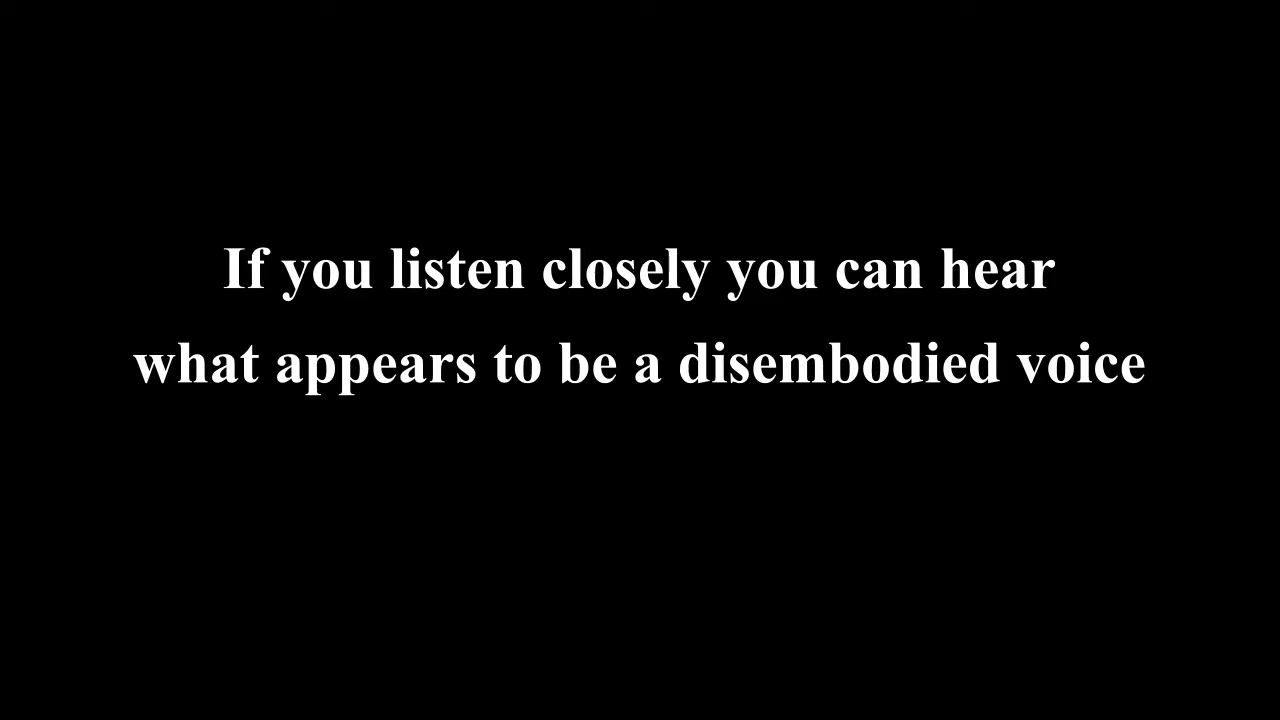 If you listen closely you can hear
what appears to be a disembodied voice